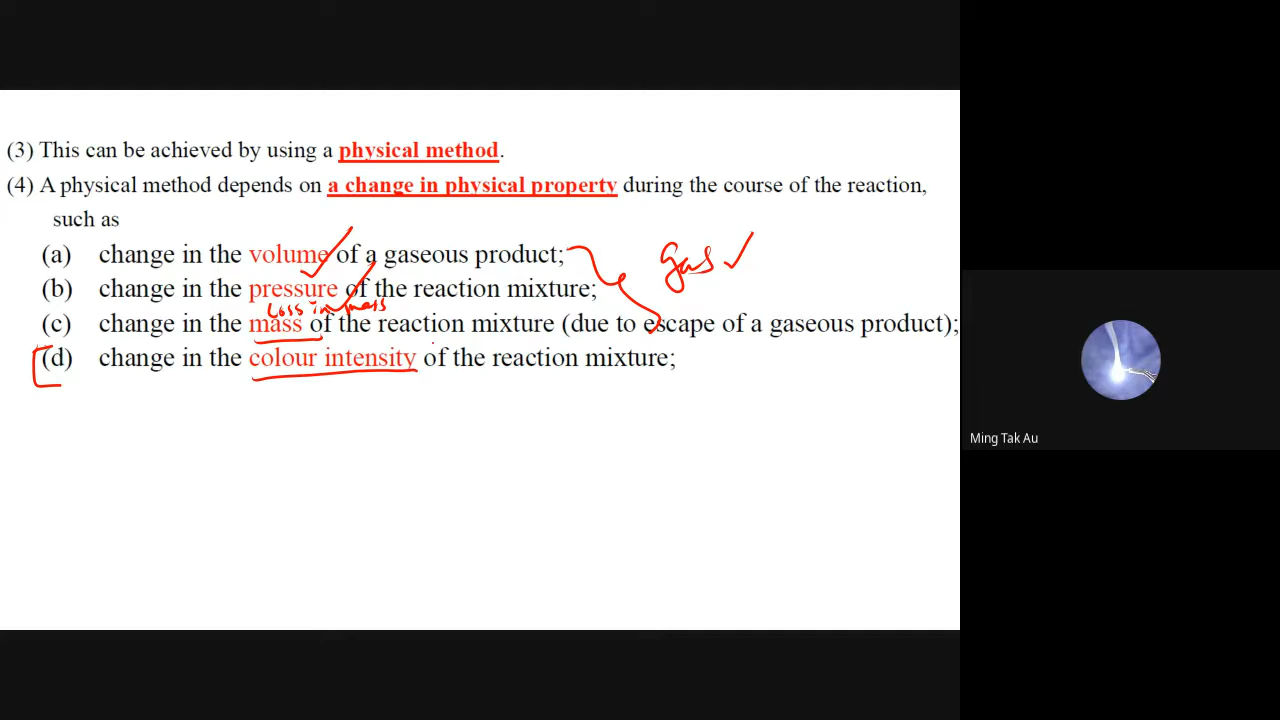 (3) This can be achieved by using a physical method.
(4) A physical method depends on a change in physical property during the course of the reaction,
such as
(a) change in the volume of a gaseous product;
gas ✓
(b) change in the pressure of the reaction mixture;
Loss in mass
(c) change in the mass of the reaction mixture (due to escape of a gaseous product);
(d) change in the colour intensity of the reaction mixture;
Ming Tak Au